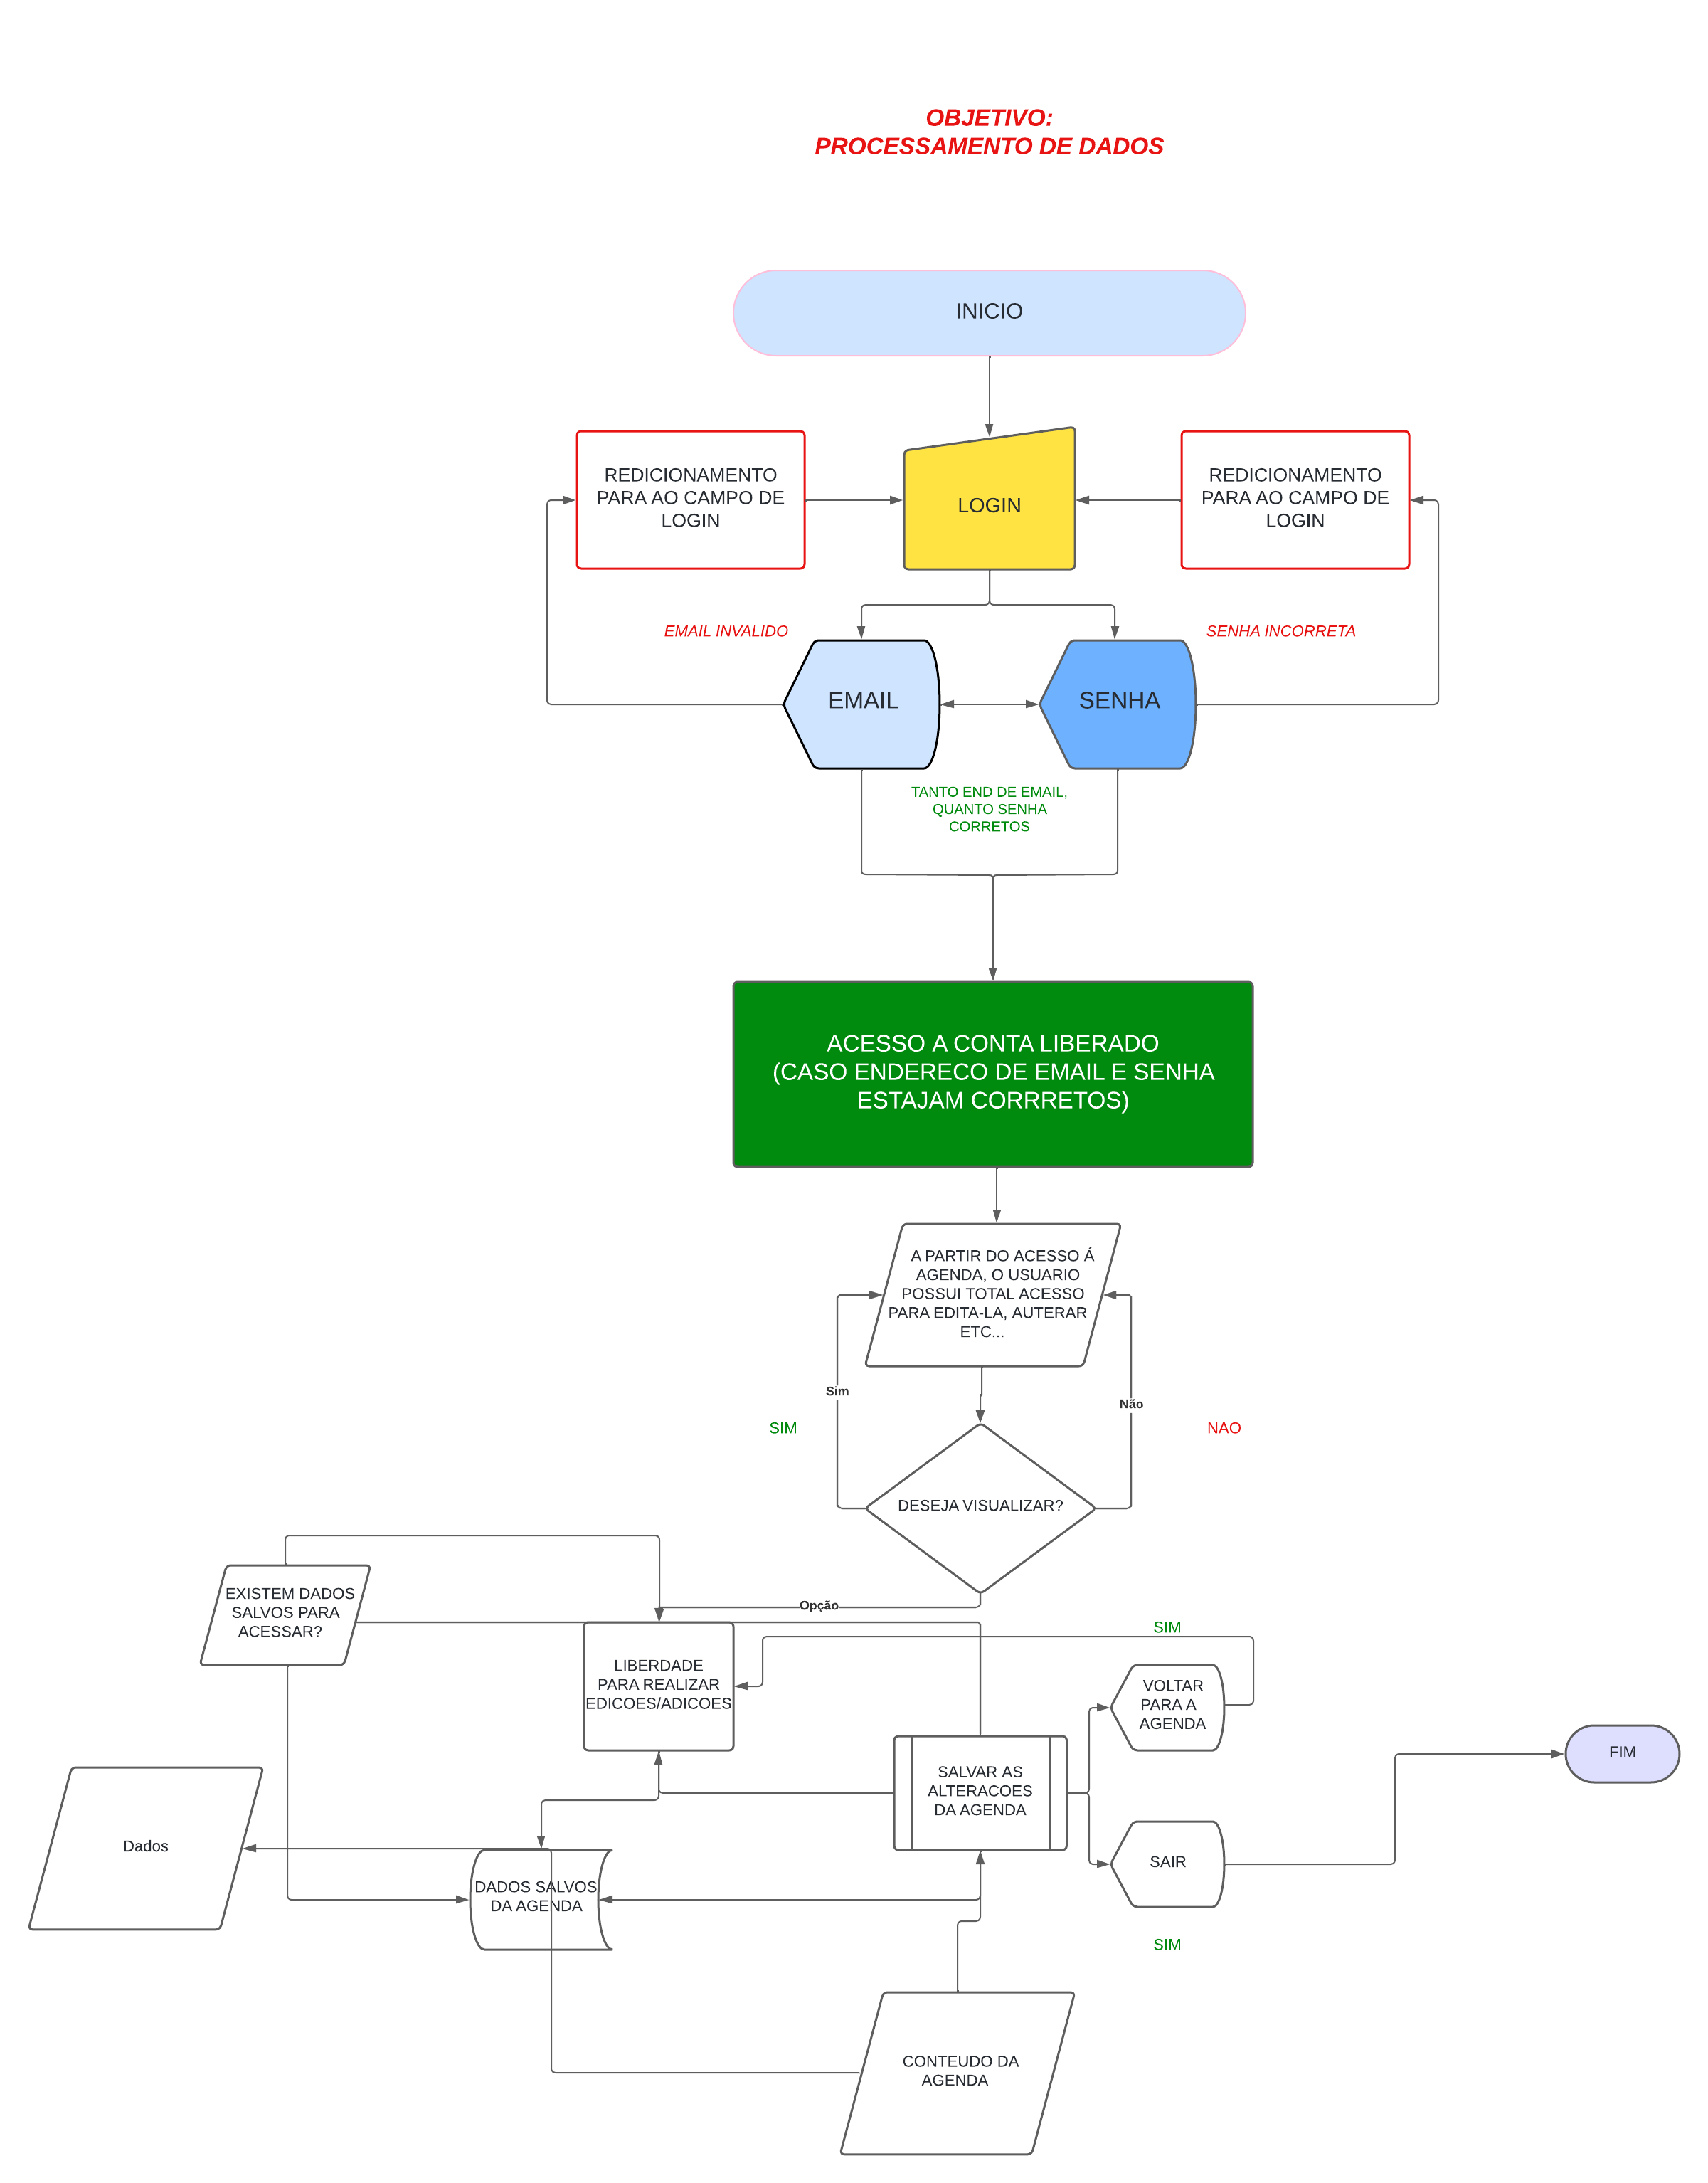 OBJETIVO:
PROCESSAMENTO DE DADOS
INICIO
REDICIONAMENTO
PARA AO CAMPO DE
LOGIN
LOGIN
REDICIONAMENTO
PARA AO CAMPO DE
LOGIN
EMAIL INVALIDO
SENHA INCORRETA
EMAIL
SENHA
TANTO END DE EMAIL,
QUANTO SENHA
CORRETOS
ACESSO A CONTA LIBERADO
(CASO ENDERECO DE EMAIL E SENHA
ESTAJAM CORRRETOS)
A PARTIR DO ACESSO Á
AGENDA, O USUARIO
POSSUI TOTAL ACESSO
PARA EDITA-LA, AUTERAR
ETC...
Sim
Não
SIM
NAO
DESEJA VISUALIZAR?
Opção
EXISTEM DADOS
SALVOS PARA
ACESSAR?
SIM
LIBERDADE
PARA REALIZAR
EDICOES/ADICOES
VOLTAR
PARA A
AGENDA
FIM
SALVAR AS
ALTERACOES
DA AGENDA
Dados
SAIR
DADOS SALVOS
DA AGENDA
SIM
CONTEUDO DA
AGENDA